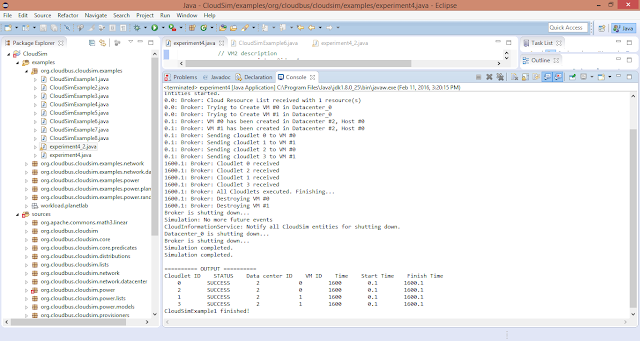 Java - CloudSim/examples/org/cloudbus/cloudsim/examples/experiment4.java - Eclipse
File Edit Source Refactor Navigate Search Project Run Window Help
Quick Access
Java
Package Explorer
experiment4.java
CloudSimExample6.java
experiment4_2.java
Task List
// VM2 description
Outline
CloudSim
examples
org.cloudbus.cloudsim.examples
CloudSimExample1.java
CloudSimExample2.java
CloudSimExample3.java
CloudSimExample4.java
CloudSimExample5.java
CloudSimExample6.java
CloudSimExample7.java
CloudSimExample8.java
experiment4_2.java
experiment4.java
org.cloudbus.cloudsim.examples.network
org.cloudbus.cloudsim.examples.network.da
org.cloudbus.cloudsim.examples.power
org.cloudbus.cloudsim.examples.power.plan
org.cloudbus.cloudsim.examples.power.ranc
workload.planetlab
sources
org.apache.commons.math3.linear
org.cloudbus.cloudsim
org.cloudbus.cloudsim.core
org.cloudbus.cloudsim.core.predicates
org.cloudbus.cloudsim.distributions
org.cloudbus.cloudsim.lists
org.cloudbus.cloudsim.network
org.cloudbus.cloudsim.network.datacenter
org.cloudbus.cloudsim.power
org.cloudbus.cloudsim.power.lists
org.cloudbus.cloudsim.power.models
org.cloudbus.cloudsim.provisioners
Problems Javadoc Declaration Console
<terminated> experiment4 [Java Application] C:\Program Files\Java\jdk1.8.0_25\bin\javaw.exe (Feb 11, 2016, 3:20:15 PM)
Entities started.
0.0: Broker: Cloud Resource List received with 1 resource(s)
0.0: Broker: Trying to Create VM #0 in Datacenter_0
0.0: Broker: Trying to Create VM #1 in Datacenter_0
0.1: Broker: VM #0 has been created in Datacenter #2, Host #0
0.1: Broker: VM #1 has been created in Datacenter #2, Host #0
0.1: Broker: Sending cloudlet 0 to VM #0
0.1: Broker: Sending cloudlet 1 to VM #1
0.1: Broker: Sending cloudlet 2 to VM #0
0.1: Broker: Sending cloudlet 3 to VM #1
1600.1: Broker: Cloudlet 0 received
1600.1: Broker: Cloudlet 2 received
1600.1: Broker: Cloudlet 1 received
1600.1: Broker: Cloudlet 3 received
1600.1: Broker: All Cloudlets executed. Finishing...
1600.1: Broker: Destroying VM #0
1600.1: Broker: Destroying VM #1
Broker is shutting down...
Simulation: No more future events
CloudInformationService: Notify all CloudSim entities for shutting down.
Datacenter_0 is shutting down...
Broker is shutting down...
Simulation completed.
Simulation completed.
========== OUTPUT ==========
Cloudlet ID STATUS Data center ID VM ID Time Start Time Finish Time
0 SUCCESS 2 0 1600 0.1 1600.1
2 SUCCESS 2 0 1600 0.1 1600.1
1 SUCCESS 2 1 1600 0.1 1600.1
3 SUCCESS 2 1 1600 0.1 1600.1
CloudSimExample1 finished!